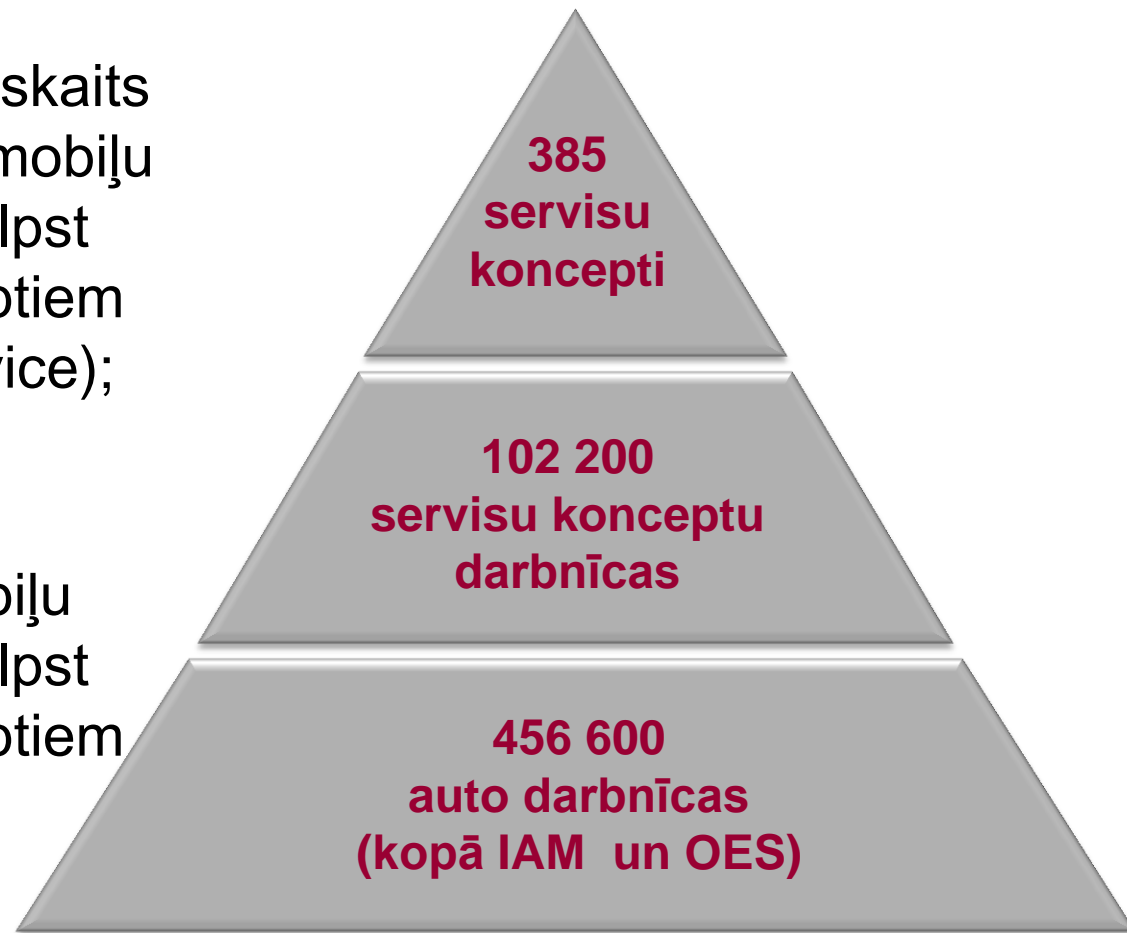 skaits
mobiļu
lpst
otiem
vice);
biļu
lpst
otiem
385
servisu
koncepti
102 200
servisu konceptu
darbnīcas
456 600
auto darbnīcas
(kopā IAM un OES)